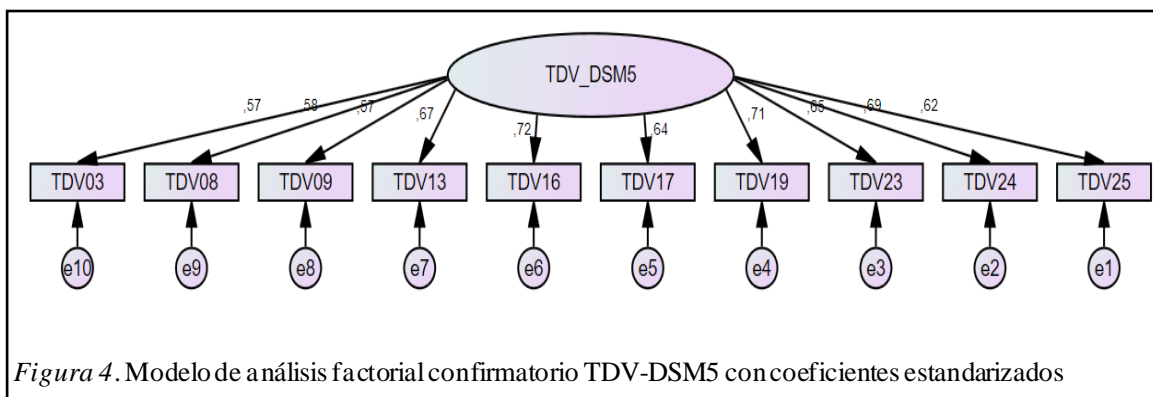 TDV_DSM5
,57 ,58 ,57 ,67 ,72 ,64 ,71 ,65 ,69 ,62
TDV03 TDV08 TDV09 TDV13 TDV16 TDV17 TDV19 TDV23 TDV24 TDV25
e10 e9 e8 e7 e6 e5 e4 e3 e2 e1
Figura 4. Modelo de análisis factorial confirmatorio TDV-DSM5 con coeficientes estandarizados